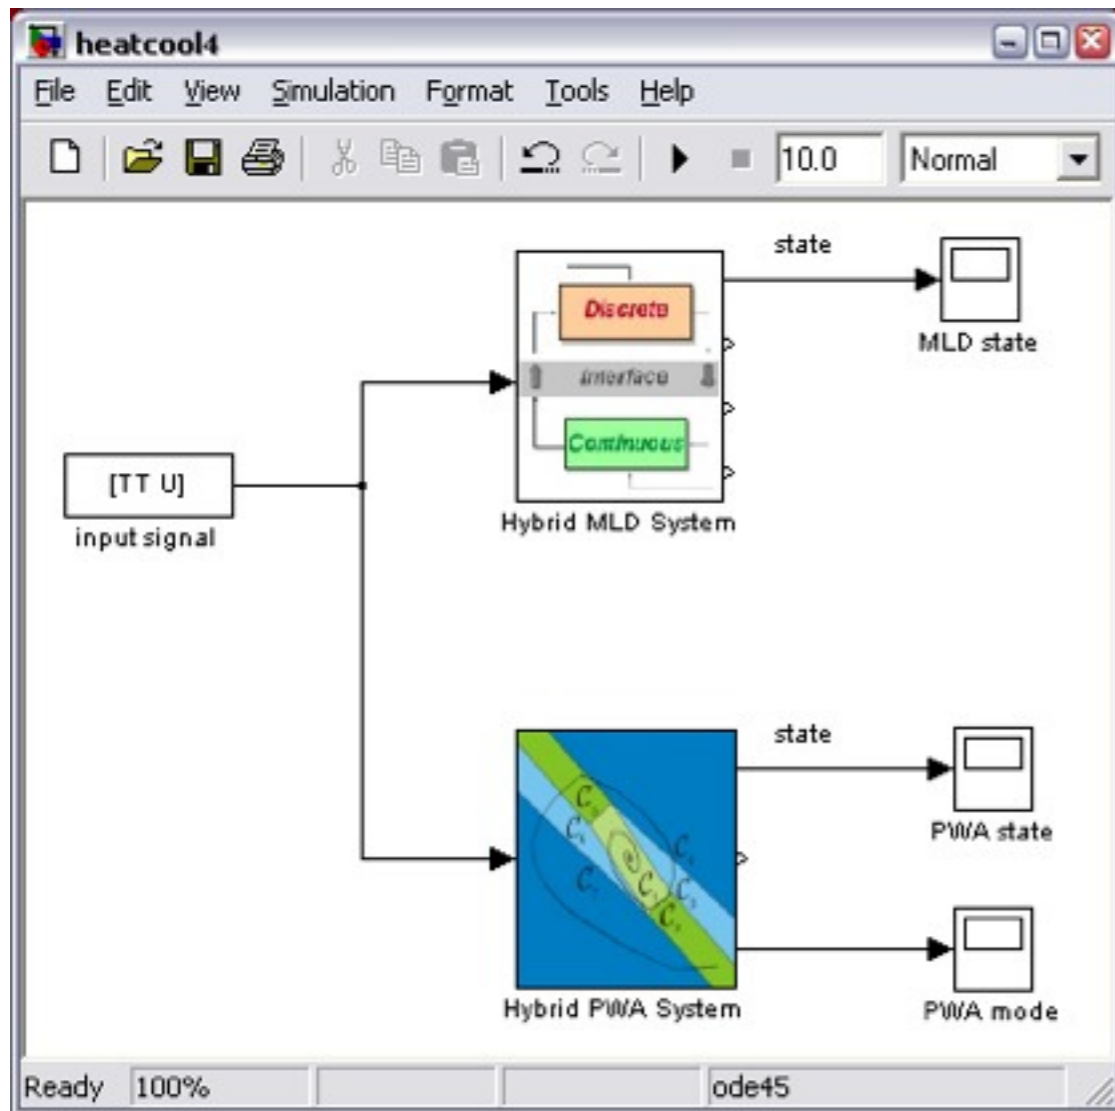 heatcool4
File Edit View Simulation Format Tools Help
10.0 Normal
state
Discrete
MLD state
Interface
[TT U]
Continuous
Hybrid MLD System
input signal
state
PWA state
Hybrid PWA System
PWA mode
Ready 100% ode45